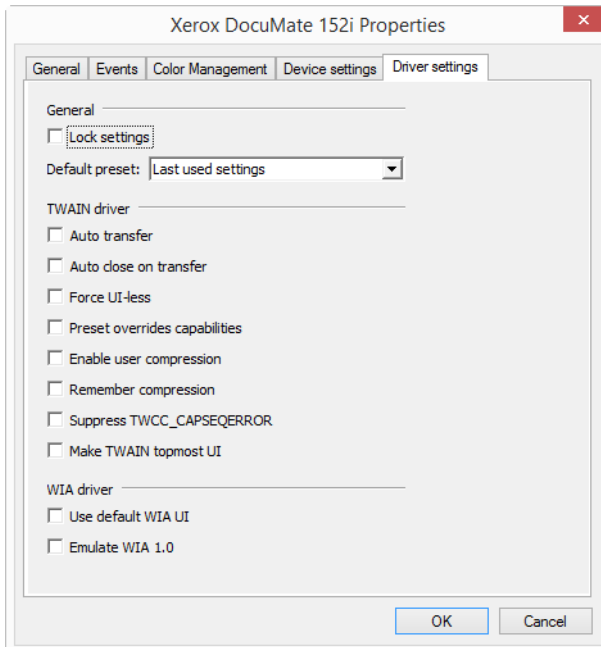 Xerox DocuMate 152i Properties
General Events Color Management Device settings Driver settings
General
Lock settings
Default preset: Last used settings
TWAIN driver
Auto transfer
Auto close on transfer
Force UI-less
Preset overrides capabilities
Enable user compression
Remember compression
Suppress TWCC_CAPSEQERROR
Make TWAIN topmost UI
WIA driver
Use default WIA UI
Emulate WIA 1.0
OK Cancel